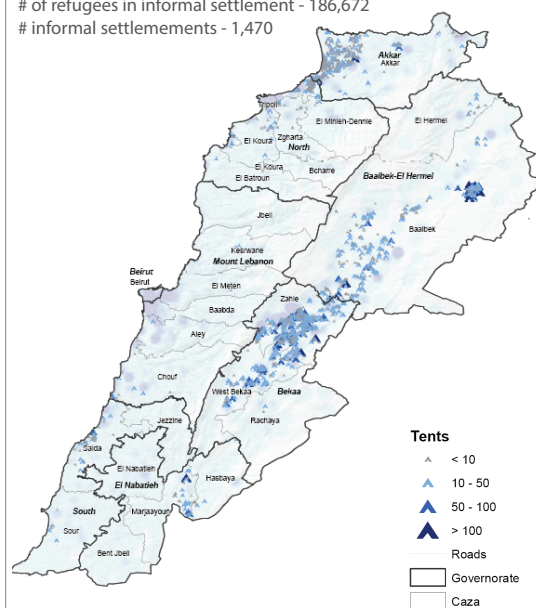 # of refugees in informal settlement - 186,672
# informal settlemements - 1,470
Akkar
Akkar
Tripoli
El Minieh-Dennie
El Hermel
Zgharta
El Koura
North
El Koura
Bcharre
El Batroun
Baalbek-El Hermel
Jbeil
Baalbek
Kesrwane
Mount Lebanon
Beirut
Beirut
El Meten
Zahle
Baabda
Aley
Chouf
West Bekaa
Bekaa
Jezzine
Rachaya
Saida
El Nabatieh
Hasbaya
El Nabatieh
South
Marjaayoun
Sour
Bent Jbeil
Tents
< 10
10 - 50
50 - 100
> 100
Roads
Governorate
Caza